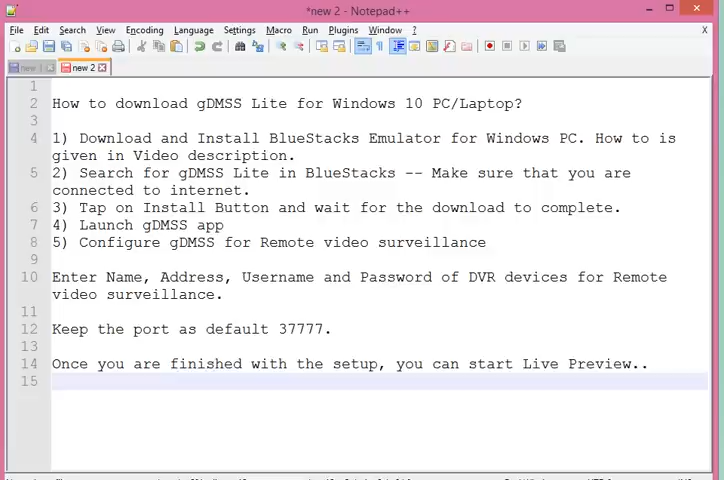 *new 2 - Notepad++
File Edit Search View Encoding Language Settings Macro Run Plugins Window ?
X
new 2
1
2 How to download gDMSS Lite for Windows 10 PC/Laptop?
3
4 1) Download and Install BlueStacks Emulator for Windows PC. How to is
given in Video description.
5 2) Search for gDMSS Lite in BlueStacks -- Make sure that you are
connected to internet.
6 3) Tap on Install Button and wait for the download to complete.
7 4) Launch gDMSS app
8 5) Configure gDMSS for Remote video surveillance
9
10 Enter Name, Address, Username and Password of DVR devices for Remote
video surveillance.
11
12 Keep the port as default 37777.
13
14 Once you are finished with the setup, you can start Live Preview..
15